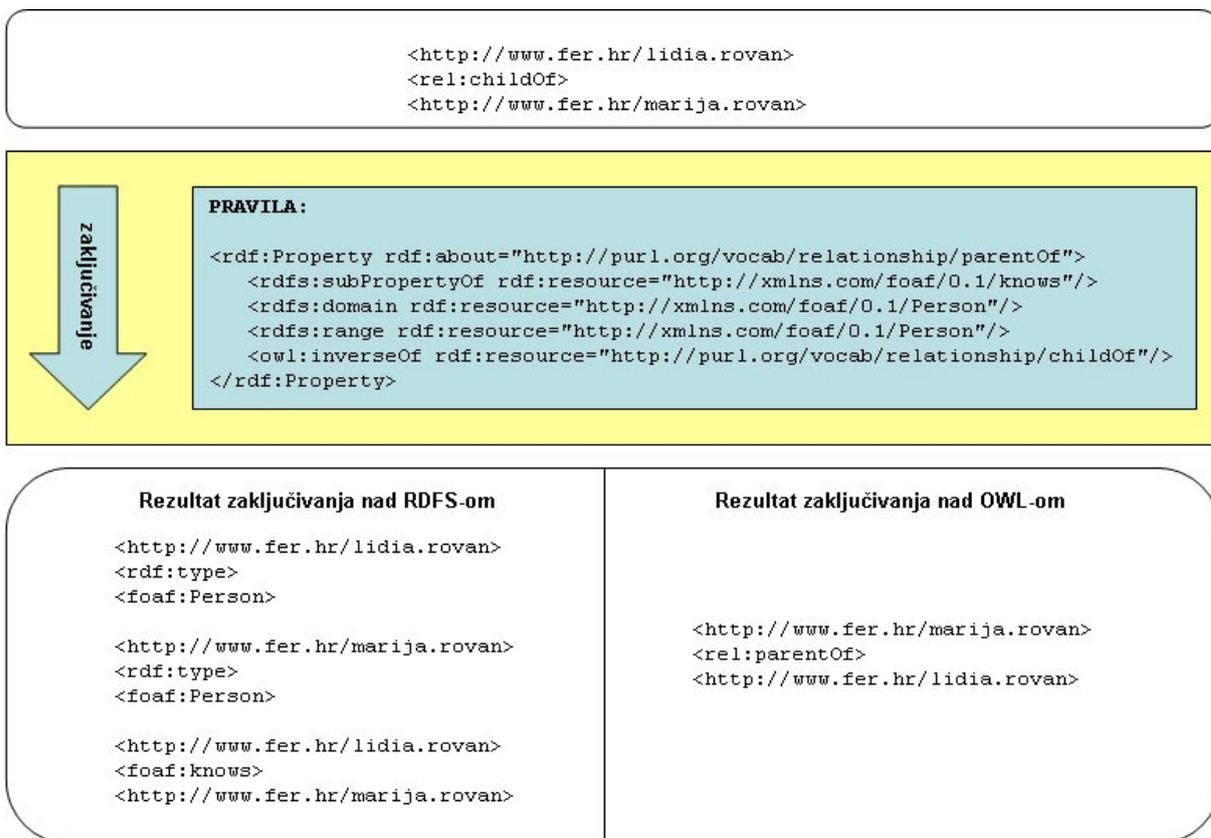 <http://www.fer.hr/lidia.rovan>
<rel:childOf>
<http://www.fer.hr/marija.rovan>
zaključivanje
PRAVILA:
<rdf:Property rdf:about="http://purl.org/vocab/relationship/parentOf">
<rdfs:subPropertyOf rdf:resource="http://xmlns.com/foaf/0.1/knows"/>
<rdfs:domain rdf:resource="http://xmlns.com/foaf/0.1/Person"/>
<rdfs:range rdf:resource="http://xmlns.com/foaf/0.1/Person"/>
<owl:inverseOf rdf:resource="http://purl.org/vocab/relationship/childOf"/>
</rdf:Property>
Rezultat zaključivanja nad RDFS-om
<http://www.fer.hr/lidia.rovan>
<rdf:type>
<foaf:Person>
<http://www.fer.hr/marija.rovan>
<rdf:type>
<foaf:Person>
<http://www.fer.hr/lidia.rovan>
<foaf:knows>
<http://www.fer.hr/marija.rovan>
Rezultat zaključivanja nad OWL-om
<http://www.fer.hr/marija.rovan>
<rel:parentOf>
<http://www.fer.hr/lidia.rovan>